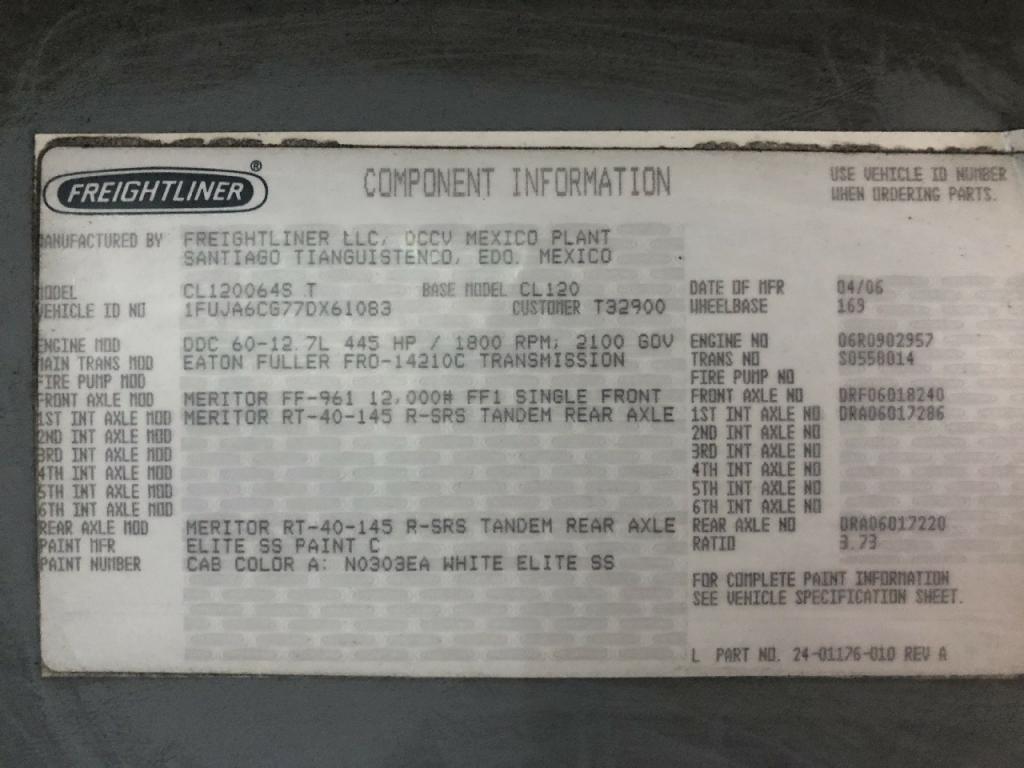 FREIGHTLINER ®
COMPONENT INFORMATION
USE VEHICLE ID NUMBER
WHEN ORDERING PARTS.
MANUFACTURED BY FREIGHTLINER LLC, DCCV MEXICO PLANT
SANTIAGO TIANGUISTENCO, EDO. MEXICO
MODEL CL120064S T BASE MODEL CL120 DATE OF MFR 04/06
VEHICLE ID NO 1FUJA6CG77DX61083 CUSTOMER T32900 WHEELBASE 169
ENGINE MOD DDC 60-12.7L 445 HP / 1800 RPM; 2100 GOV ENGINE NO 06R0902957
MAIN TRANS MOD EATON FULLER FRO-14210C TRANSMISSION TRANS NO S0558014
FIRE PUMP MOD FIRE PUMP NO
FRONT AXLE MOD MERITOR FF-961 12,000# FF1 SINGLE FRONT FRONT AXLE NO DRF06018240
1ST INT AXLE MOD MERITOR RT-40-145 R-SRS TANDEM REAR AXLE 1ST INT AXLE NO DRA06017286
2ND INT AXLE MOD 2ND INT AXLE NO
3RD INT AXLE MOD 3RD INT AXLE NO
4TH INT AXLE MOD 4TH INT AXLE NO
5TH INT AXLE MOD 5TH INT AXLE NO
6TH INT AXLE MOD 6TH INT AXLE NO
REAR AXLE MOD MERITOR RT-40-145 R-SRS TANDEM REAR AXLE REAR AXLE NO DRA06017220
PAINT MFR ELITE SS PAINT C RATIO 3.73
PAINT NUMBER CAB COLOR A: N0303EA WHITE ELITE SS
FOR COMPLETE PAINT INFORMATION
SEE VEHICLE SPECIFICATION SHEET.
L PART NO. 24-01176-010 REV A